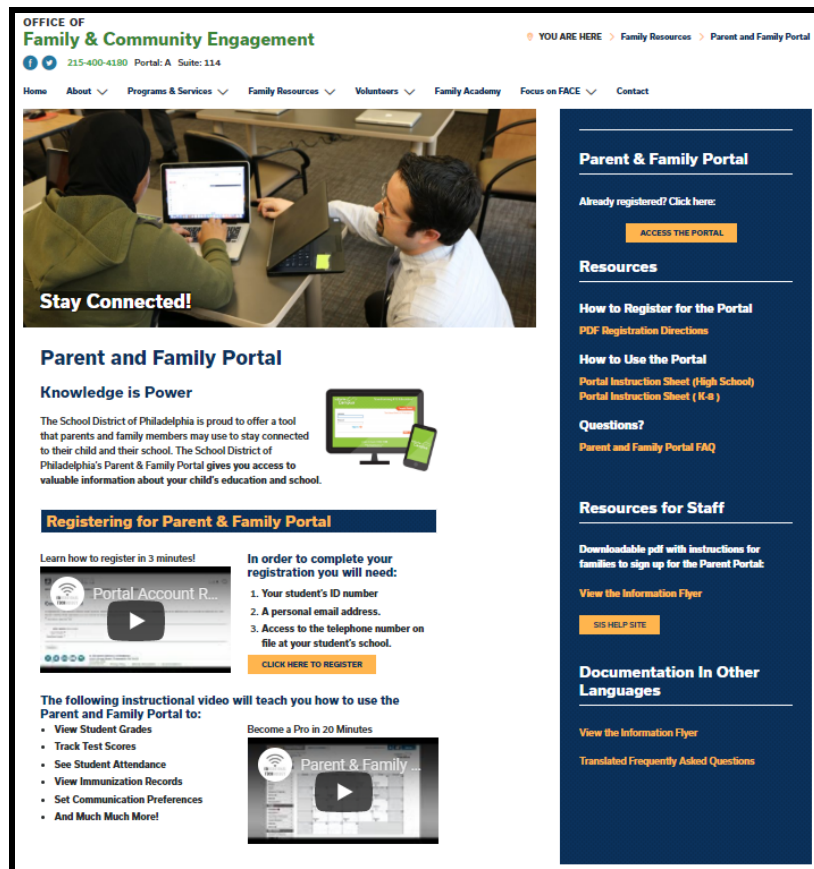 OFFICE OF
Family & Community Engagement
YOU ARE HERE > Family Resources > Parent and Family Portal
215-400-4180 Portal: A Suite: 114
Home About Programs & Services Family Resources Volunteers Family Academy Focus on FACE Contact
Stay Connected!
Parent and Family Portal
Knowledge is Power
The School District of Philadelphia is proud to offer a tool
that parents and family members may use to stay connected
to their child and their school. The School District of
Philadelphia's Parent & Family Portal gives you access to
valuable information about your child's education and school.
Registering for Parent & Family Portal
Learn how to register in 3 minutes!
Portal Account R...
In order to complete your
registration you will need:
1. Your student's ID number
2. A personal email address.
3. Access to the telephone number on
file at your student's school.
CLICK HERE TO REGISTER
The following instructional video will teach you how to use the
Parent and Family Portal to:
• View Student Grades
• Track Test Scores
• See Student Attendance
• View Immunization Records
• Set Communication Preferences
• And Much Much More!
Become a Pro in 20 Minutes
Parent & Family ...
Parent & Family Portal
Already registered? Click here:
ACCESS THE PORTAL
Resources
How to Register for the Portal
PDF Registration Directions
How to Use the Portal
Portal Instruction Sheet (High School)
Portal Instruction Sheet ( K-8 )
Questions?
Parent and Family Portal FAQ
Resources for Staff
Downloadable pdf with instructions for
families to sign up for the Parent Portal:
View the Information Flyer
SIS HELP SITE
Documentation In Other
Languages
View the Information Flyer
Translated Frequently Asked Questions